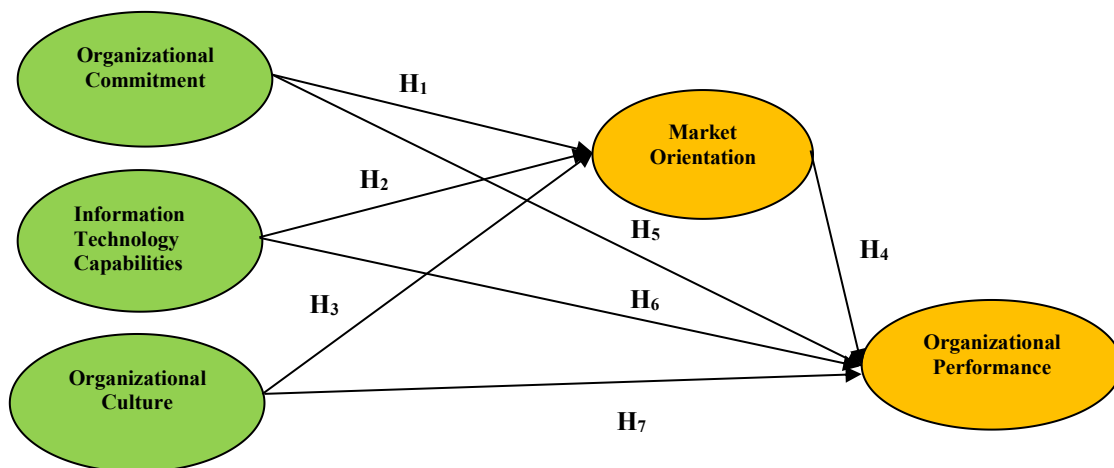 Organizational
Commitment
H₁
Market
Orientation
H₂
Information
Technology
Capabilities
H₅
H₄
H₃
H₆
Organizational
Performance
Organizational
Culture
H₇